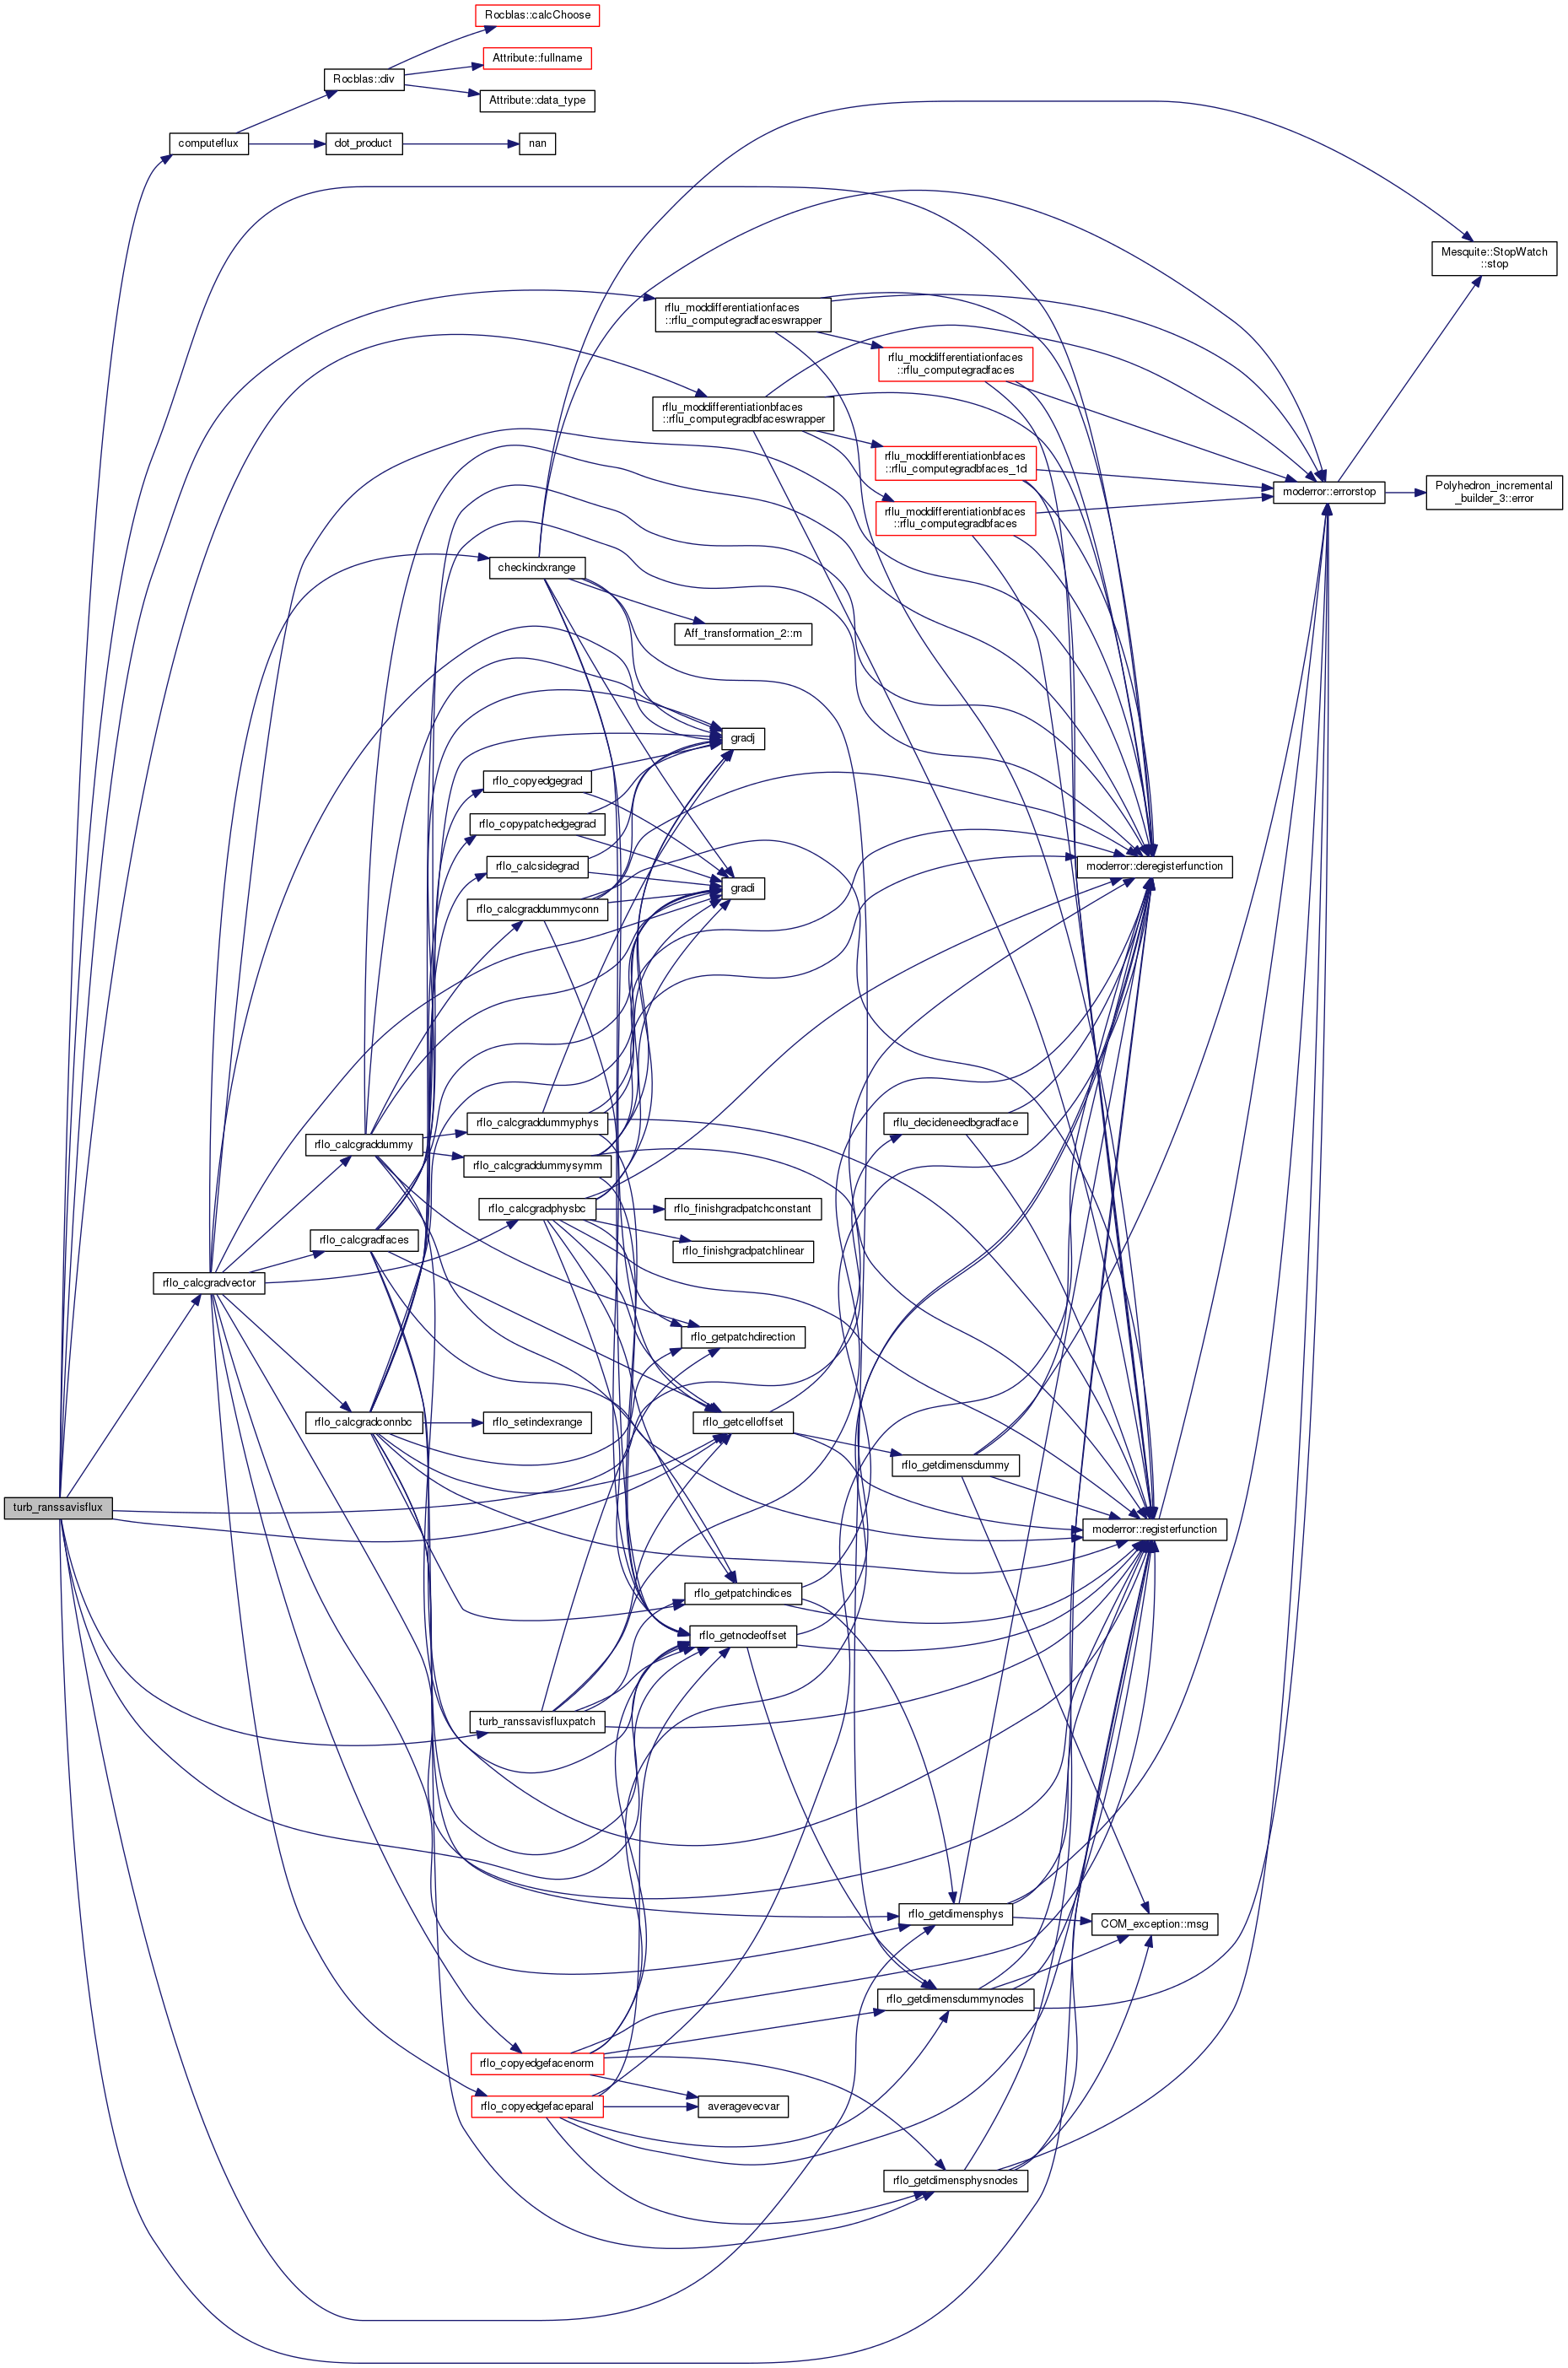 Rocblas::calcChoose
Attribute::fullname
Rocblas::div
Attribute::data_type
computeflux
dot_product
nan
Mesquite::StopWatch
::stop
rflu_moddifferentiationfaces
::rflu_computegradfaceswrapper
rflu_moddifferentiationfaces
::rflu_computegradfaces
rflu_moddifferentiationbfaces
::rflu_computegradbfaceswrapper
rflu_moddifferentiationbfaces
::rflu_computegradbfaces_1d
moderror::errorstop
Polyhedron_incremental
_builder_3::error
rflu_moddifferentiationbfaces
::rflu_computegradbfaces
checkindxrange
Aff_transformation_2::m
gradj
rflo_copyedgegrad
rflo_copypatchedgegrad
rflo_calcsidegrad
moderror::deregisterfunction
gradi
rflo_calcgraddummyconn
rflo_calcgraddummyphys
rflu_decideneedbgradface
rflo_calcgraddummy
rflo_calcgraddummysymm
rflo_calcgradphysbc
rflo_finishgradpatchconstant
rflo_calcgradfaces
rflo_finishgradpatchlinear
rflo_calcgradvector
rflo_getpatchdirection
rflo_calcgradconnbc
rflo_setindexrange
rflo_getcelloffset
rflo_getdimensdummy
turb_ranssavisflux
moderror::registerfunction
rflo_getpatchindices
rflo_getnodeoffset
turb_ranssavisfluxpatch
rflo_getdimensphys
COM_exception::msg
rflo_getdimensdummynodes
rflo_copyedgefacenorm
rflo_copyedgefaceparal
averagevecvar
rflo_getdimensphysnodes